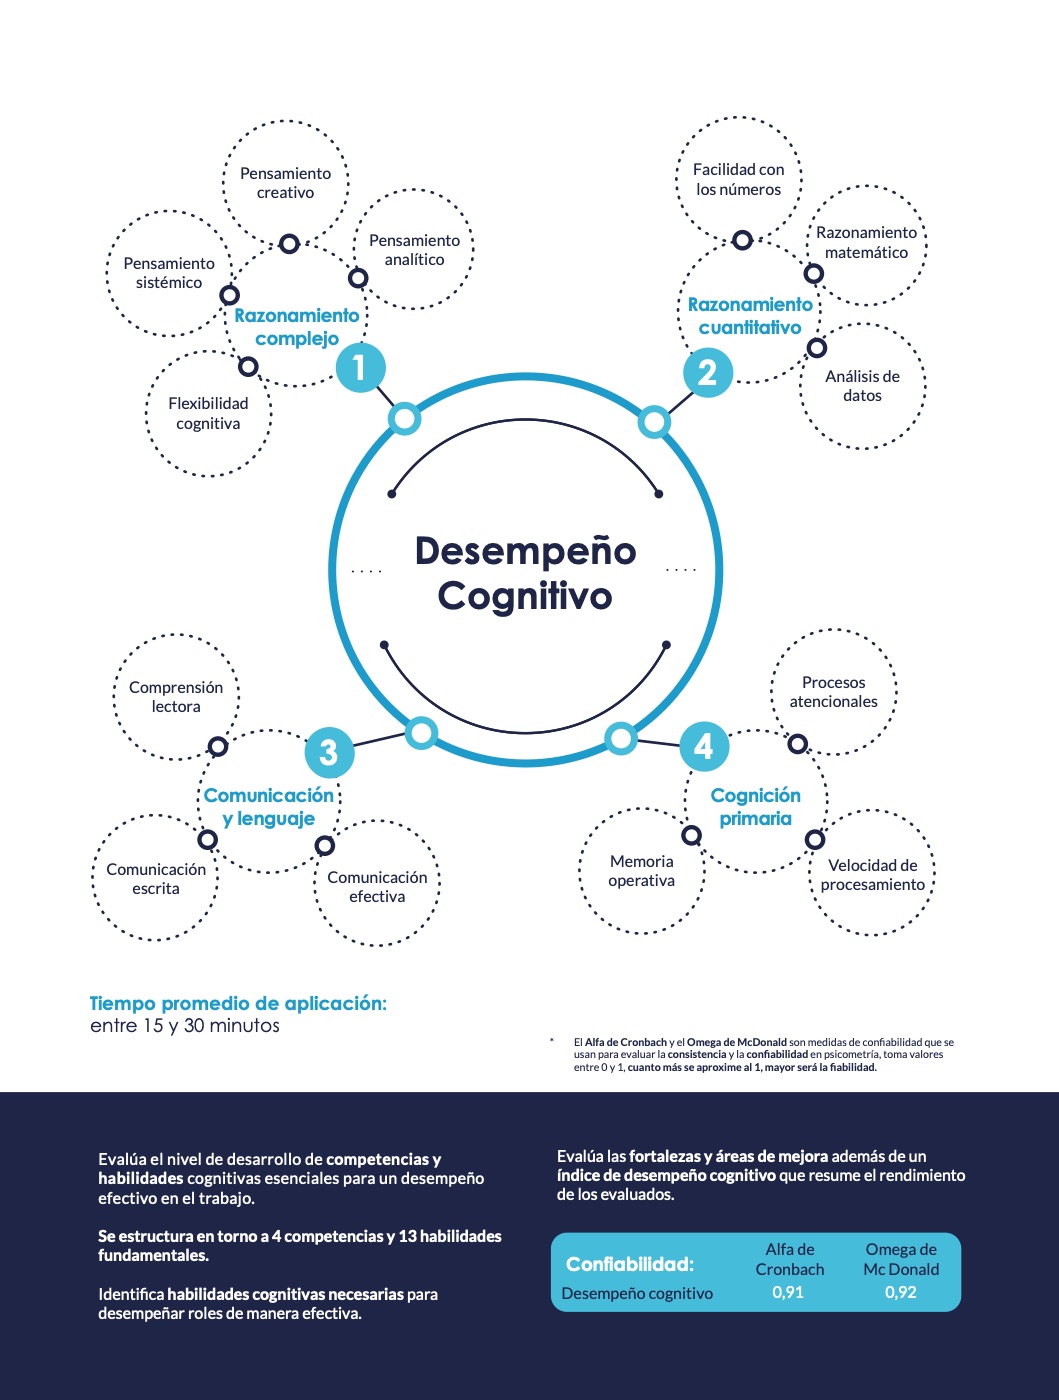 Pensamiento
creativo
Pensamiento
analítico
Pensamiento
sistémico
Flexibilidad
cognitiva
Razonamiento
complejo
1
Facilidad con
los números
Razonamiento
matemático
Análisis de
datos
Razonamiento
cuantitativo
2
Desempeño
Cognitivo
Comprensión
lectora
Comunicación
escrita
Comunicación
efectiva
Comunicación
y lenguaje
3
Procesos
atencionales
Memoria
operativa
Velocidad de
procesamiento
Cognición
primaria
4
Tiempo promedio de aplicación:
entre 15 y 30 minutos
* El Alfa de Cronbach y el Omega de McDonald son medidas de confiabilidad que se
usan para evaluar la consistencia y la confiabilidad en psicometría, toma valores
entre 0 y 1, cuanto más se aproxime al 1, mayor será la fiabilidad.
Evalúa el nivel de desarrollo de competencias y
habilidades cognitivas esenciales para un desempeño
efectivo en el trabajo.
Se estructura en torno a 4 competencias y 13 habilidades
fundamentales.
Identifica habilidades cognitivas necesarias para
desempeñar roles de manera efectiva.
Evalúa las fortalezas y áreas de mejora además de un
índice de desempeño cognitivo que resume el rendimiento
de los evaluados.
Confiabilidad:
Alfa de
Cronbach
Omega de
Mc Donald
Desempeño cognitivo 0,91 0,92